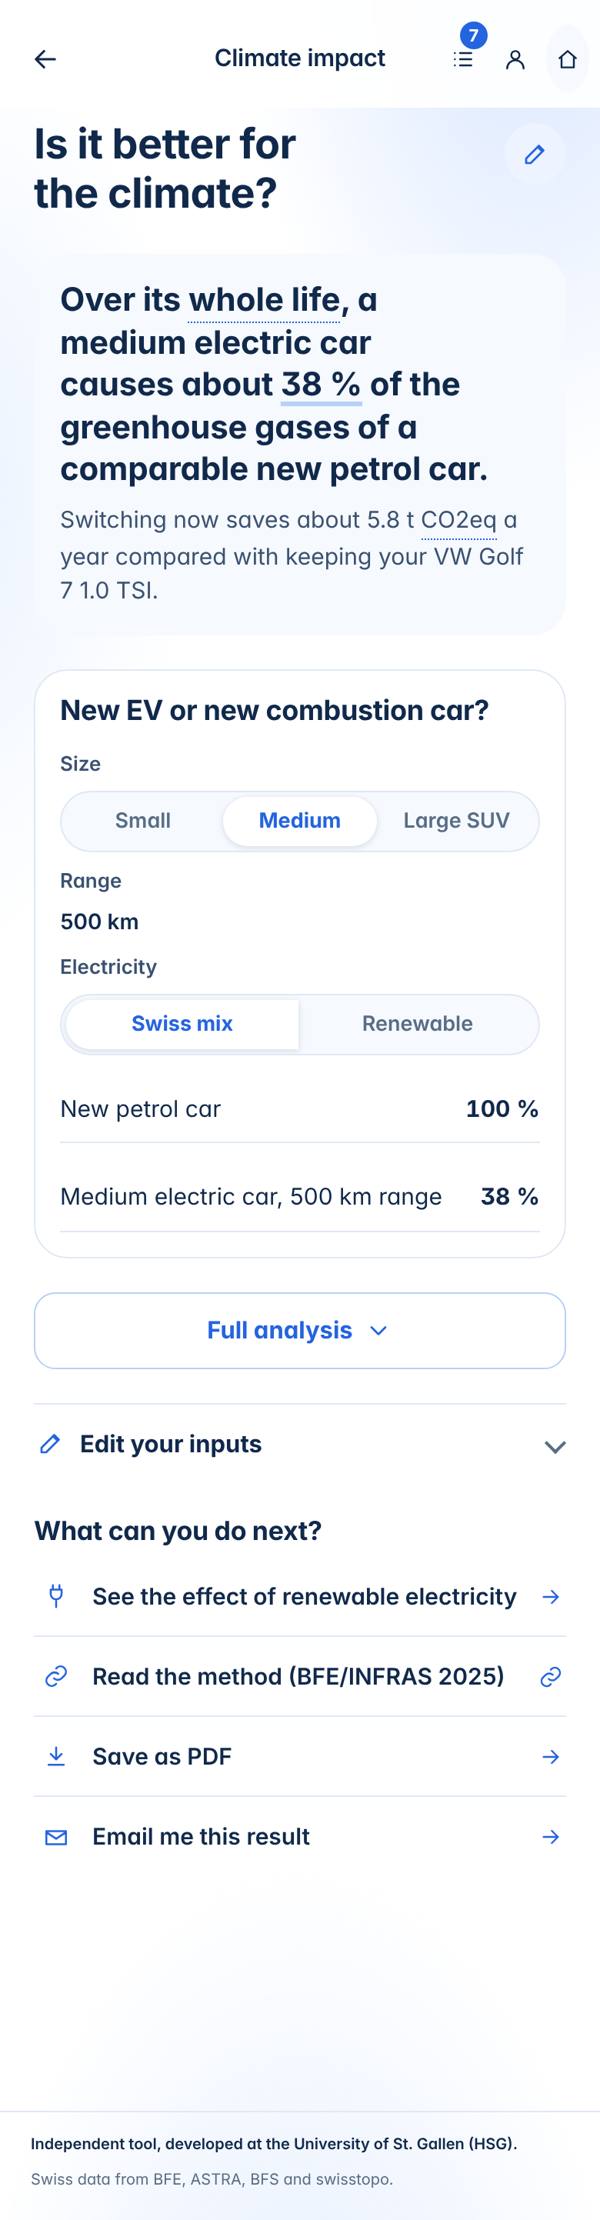 Climate impact
7
Is it better for
the climate?
Over its whole life, a
medium electric car
causes about 38 % of the
greenhouse gases of a
comparable new petrol car.
Switching now saves about 5.8 t CO2eq a
year compared with keeping your VW Golf
7 1.0 TSI.
New EV or new combustion car?
Size
Small Medium Large SUV
Range
500 km
Electricity
Swiss mix Renewable
New petrol car 100 %
Medium electric car, 500 km range 38 %
Full analysis
Edit your inputs
What can you do next?
See the effect of renewable electricity
Read the method (BFE/INFRAS 2025)
Save as PDF
Email me this result
Independent tool, developed at the University of St. Gallen (HSG).
Swiss data from BFE, ASTRA, BFS and swisstopo.